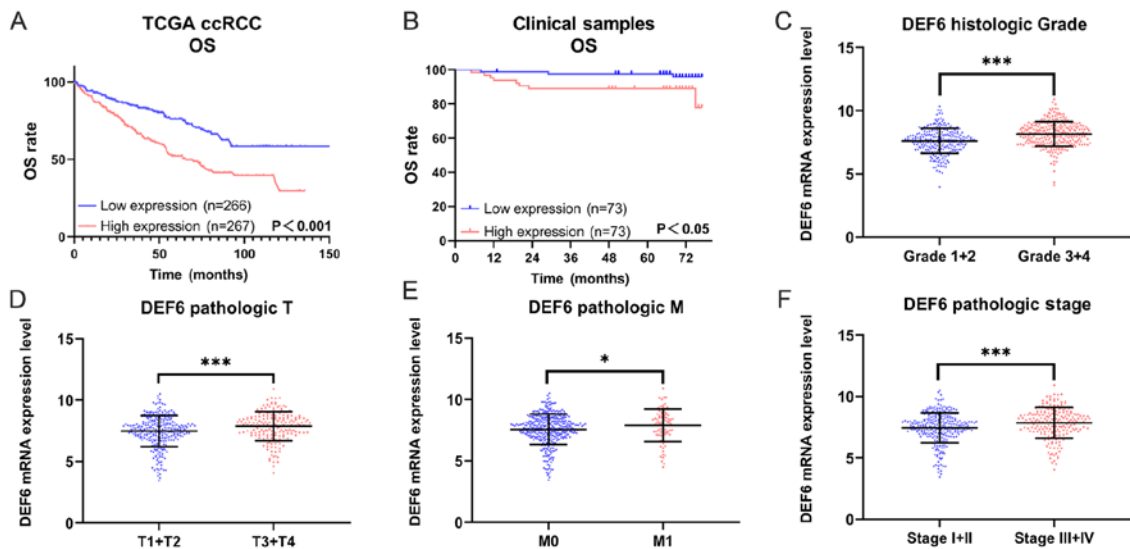 A
TCGA ccRCC
OS
OS rate
100
50
0
Low expression (n=266)
High expression (n=267)
P＜0.001
0 50 100 150
Time (months)
B
Clinical samples
OS
OS rate
100
80
60
40
20
0
Low expression (n=73)
High expression (n=73)
P＜0.05
0 12 24 36 48 60 72
Time (months)
C
DEF6 histologic Grade
DEF6 mRNA expression level
15
10
5
0
***
Grade 1+2 Grade 3+4
D
DEF6 pathologic T
DEF6 mRNA expression level
15
10
5
0
***
T1+T2 T3+T4
E
DEF6 pathologic M
DEF6 mRNA expression level
15
10
5
0
*
M0 M1
F
DEF6 pathologic stage
DEF6 mRNA expression level
15
10
5
0
***
Stage I+II Stage III+IV